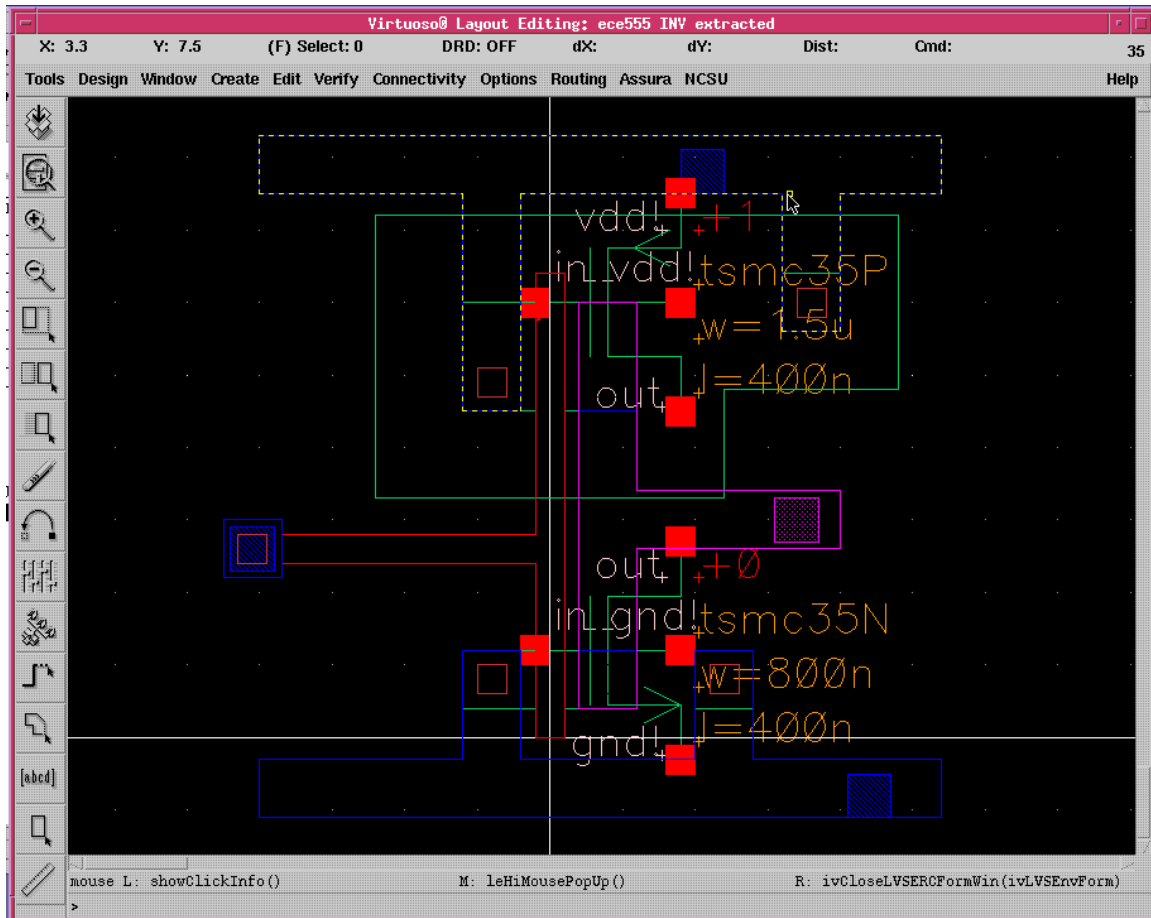 Virtuoso® Layout Editing: ece555 INV extracted
X: 3.3 Y: 7.5 (F) Select: 0 DRD: OFF dX: dY: Dist: Cmd: 35
Tools Design Window Create Edit Verify Connectivity Options Routing Assura NCSU Help
vdd! +1
in vdd! tsmc35P
w=1.5u
out l=400n
out +0
in gnd! tsmc35N
w=800n
gnd! l=400n
[abcd]
mouse L: showClickInfo() M: leHiMousePopUp() R: ivCloseLVSERCFormWin(ivLVSEnvForm)
>